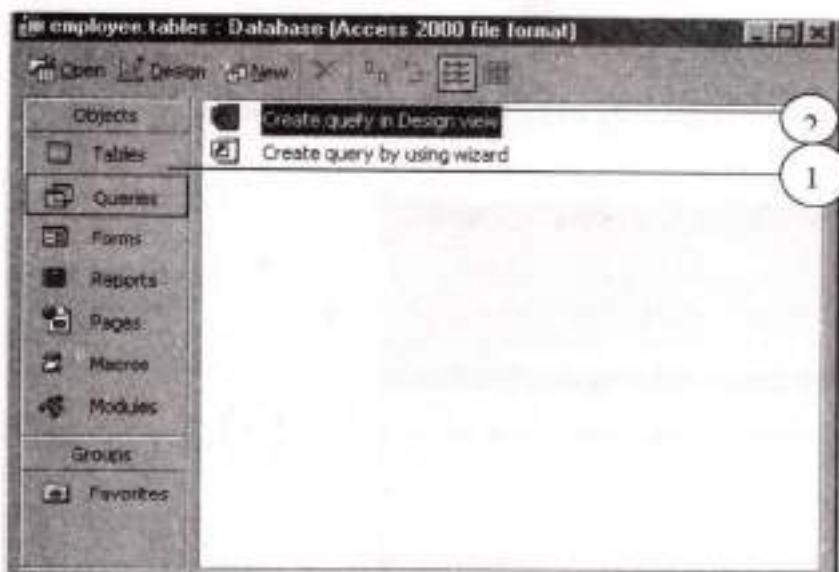 employee.tables : Database (Access 2000 file format)
Open Design New
Objects
Create query in Design view
2
Tables
Create query by using wizard
1
Queries
Forms
Reports
Pages
Macros
Modules
Groups
Favorites